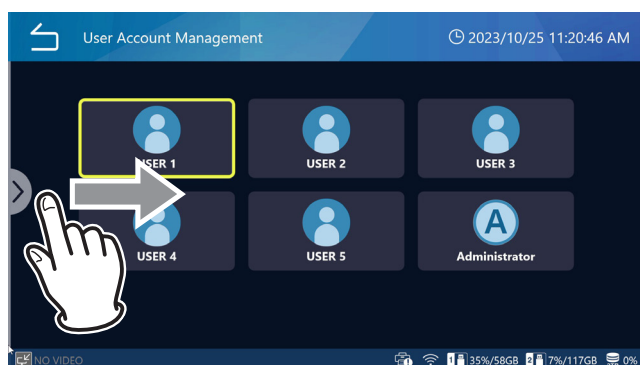 User Account Management 2023/10/25 11:20:46 AM
USER 1 USER 2 USER 3
USER 4 USER 5 A Administrator
NO VIDEO 1 35%/58GB 2 7%/117GB 0%